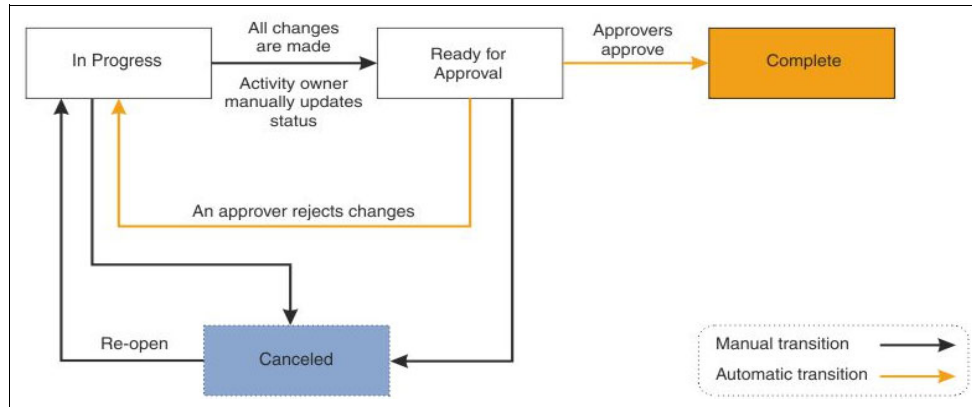 In Progress
All changes
are made
Activity owner
manually updates
status
Ready for
Approval
Approvers
approve
Complete
An approver rejects changes
Re-open
Canceled
Manual transition
Automatic transition